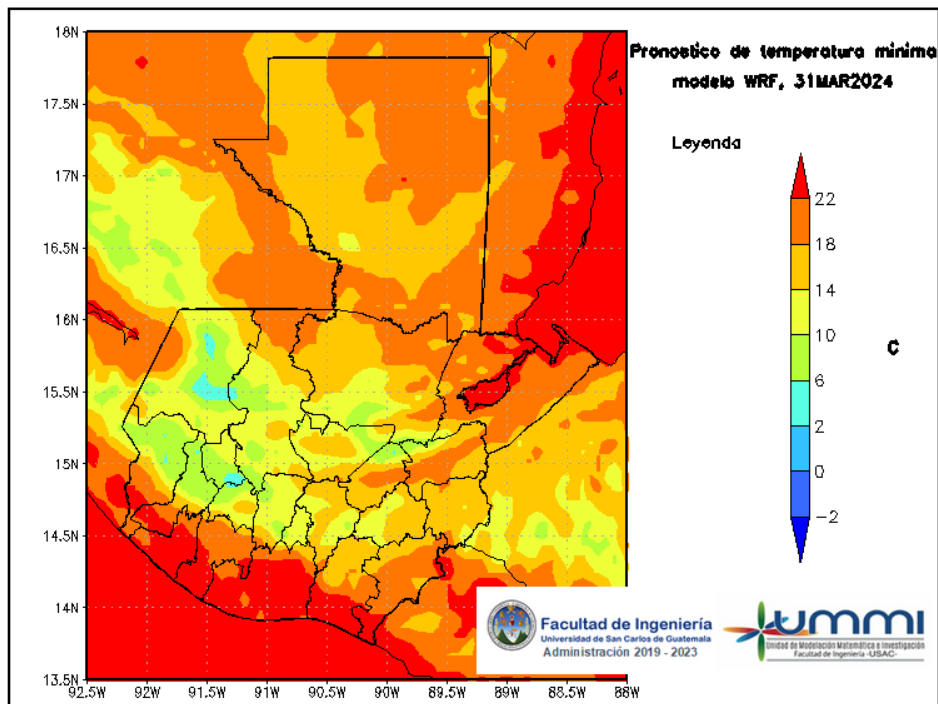 Pronostico de temperatura minima
modelo WRF, 31MAR2024
Leyenda
22
18
14
10
6
2
0
-2
C
18N
17.5N
17N
16.5N
16N
15.5N
15N
14.5N
14N
13.5N
92.5W
92W
91.5W
91W
90.5W
90W
89.5W
89W
88.5W
88W
Facultad de Ingeniería
Universidad de San Carlos de Guatemala
Administración 2019 - 2023
UMMI
Unidad de Modelación Matemática e Investigación
Facultad de Ingeniería -USAC-